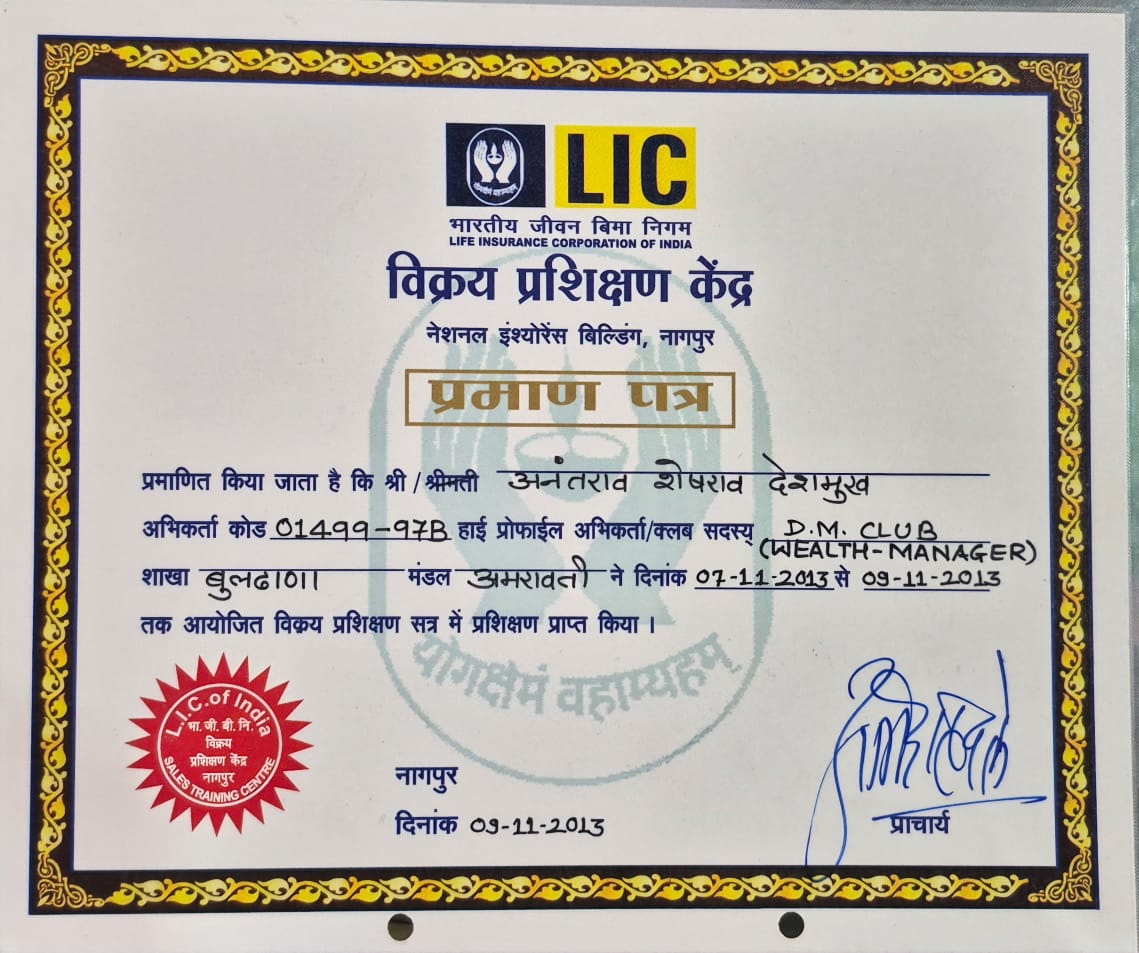 LIC
योगक्षेमं वहाम्यहम्
भारतीय जीवन बिमा निगम
LIFE INSURANCE CORPORATION OF INDIA
विक्रय प्रशिक्षण केंद्र
नेशनल इंश्योरेंस बिल्डिंग, नागपुर
प्रमाण पत्र
प्रमाणित किया जाता है कि श्री / श्रीमती अनंतराव शेषराव देशमुख
अभिकर्ता कोड 01499-97B हाई प्रोफाईल अभिकर्ता/क्लब सदस्य् D.M. CLUB
(WEALTH-MANAGER)
शाखा बुलढाणा मंडल अमरावती ने दिनांक 07-11-2013 से 09-11-2013
तक आयोजित विक्रय प्रशिक्षण सत्र में प्रशिक्षण प्राप्त किया ।
योगक्षेमं वहाम्यहम्
L.I.C. of India
भा. जी. बी. नि.
विक्रय
प्रशिक्षण केंद्र
नागपुर
SALES TRAINING CENTRE
नागपुर
दिनांक 09-11-2013
प्राचार्य